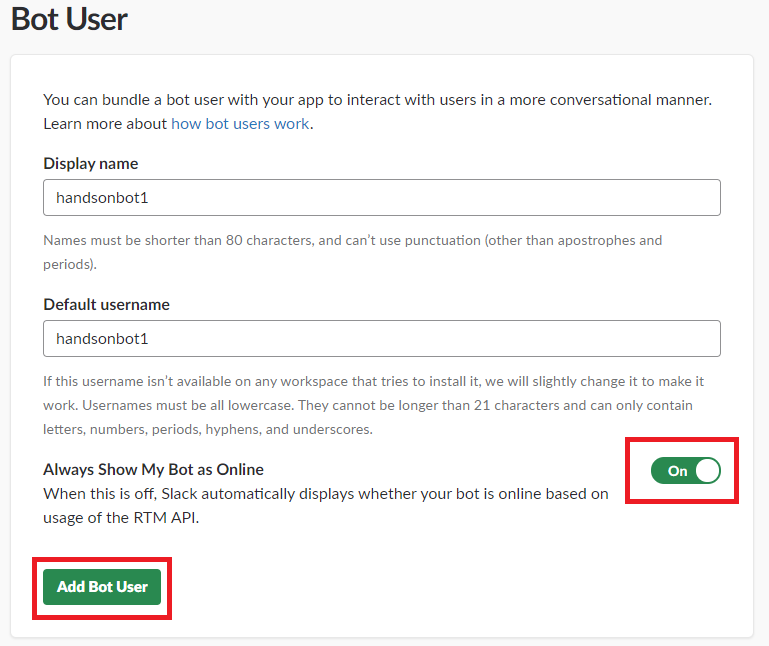 Bot User
You can bundle a bot user with your app to interact with users in a more conversational manner.
Learn more about how bot users work.
Display name
handsonbot1
Names must be shorter than 80 characters, and can’t use punctuation (other than apostrophes and
periods).
Default username
handsonbot1
If this username isn’t available on any workspace that tries to install it, we will slightly change it to make it
work. Usernames must be all lowercase. They cannot be longer than 21 characters and can only contain
letters, numbers, periods, hyphens, and underscores.
Always Show My Bot as Online
On
When this is off, Slack automatically displays whether your bot is online based on
usage of the RTM API.
Add Bot User